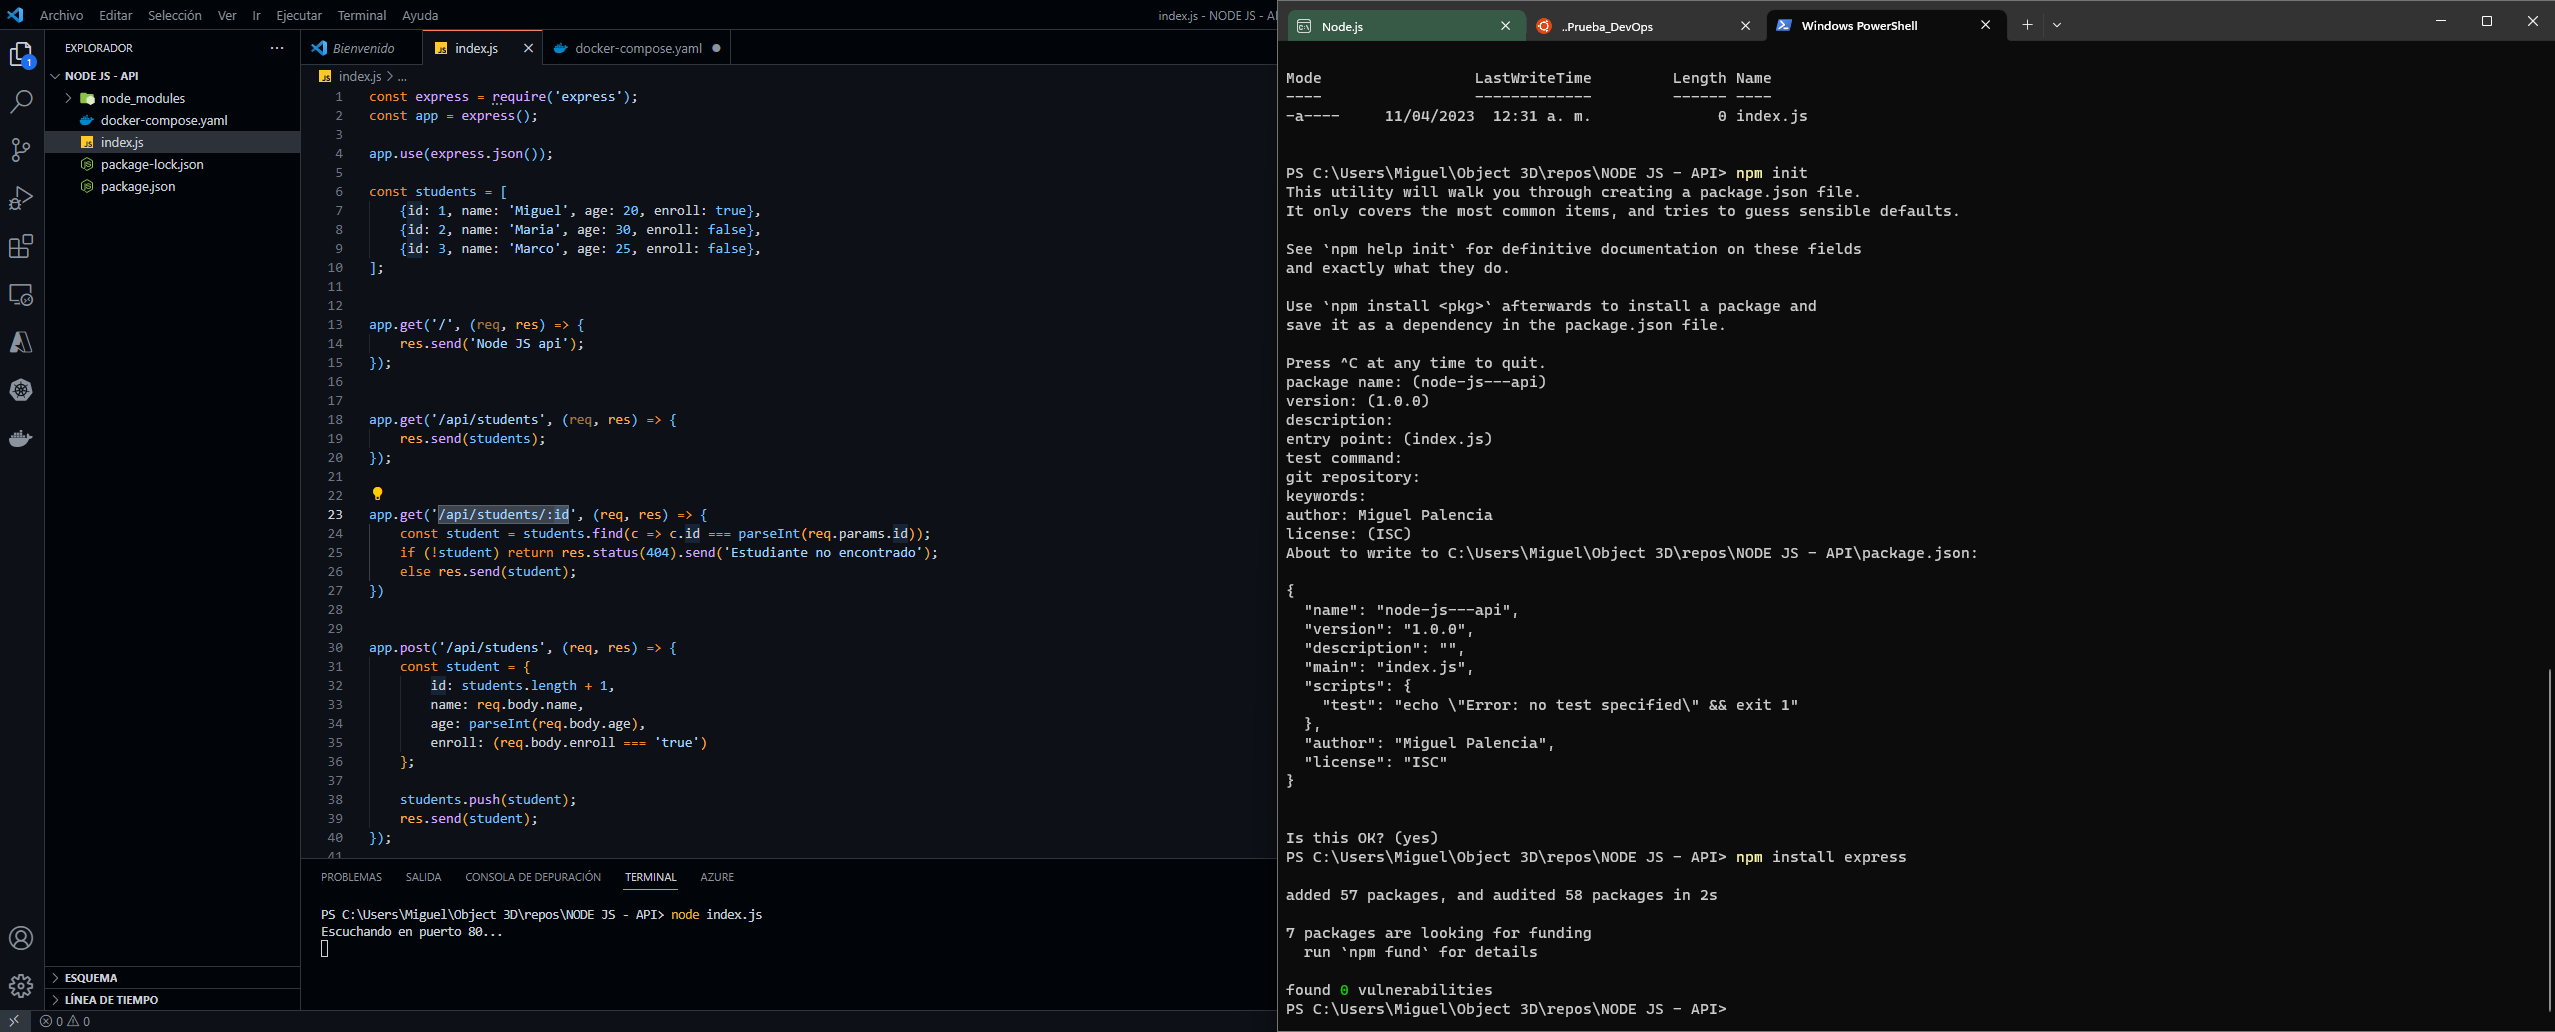 Archivo Editar Selección Ver Ir Ejecutar Terminal Ayuda
index.js - NODE JS - AP
EXPLORADOR
NODE JS - API
node_modules
docker-compose.yaml
index.js
package-lock.json
package.json
ESQUEMA
LÍNEA DE TIEMPO
1
0 0
Bienvenido
JS index.js
docker-compose.yaml
JS index.js > ...
1 const express = require('express');
2 const app = express();
3
4 app.use(express.json());
5
6 const students = [
7 {id: 1, name: 'Miguel', age: 20, enroll: true},
8 {id: 2, name: 'Maria', age: 30, enroll: false},
9 {id: 3, name: 'Marco', age: 25, enroll: false},
10 ];
11
12
13 app.get('/', (req, res) => {
14 res.send('Node JS api');
15 });
16
17
18 app.get('/api/students', (req, res) => {
19 res.send(students);
20 });
21
22
23 app.get('/api/students/:id', (req, res) => {
24 const student = students.find(c => c.id === parseInt(req.params.id));
25 if (!student) return res.status(404).send('Estudiante no encontrado');
26 else res.send(student);
27 })
28
29
30 app.post('/api/studens', (req, res) => {
31 const student = {
32 id: students.length + 1,
33 name: req.body.name,
34 age: parseInt(req.body.age),
35 enroll: (req.body.enroll === 'true')
36 };
37
38 students.push(student);
39 res.send(student);
40 });
41
PROBLEMAS SALIDA CONSOLA DE DEPURACIÓN TERMINAL AZURE
PS C:\Users\Miguel\Object 3D\repos\NODE JS - API> node index.js
Escuchando en puerto 80...
Node.js
..Prueba_DevOps
Windows PowerShell
Mode LastWriteTime Length Name
---- ------------- ------ ----
-a---- 11/04/2023 12:31 a. m. 0 index.js
PS C:\Users\Miguel\Object 3D\repos\NODE JS - API> npm init
This utility will walk you through creating a package.json file.
It only covers the most common items, and tries to guess sensible defaults.
See `npm help init` for definitive documentation on these fields
and exactly what they do.
Use `npm install <pkg>` afterwards to install a package and
save it as a dependency in the package.json file.
Press ^C at any time to quit.
package name: (node-js---api)
version: (1.0.0)
description:
entry point: (index.js)
test command:
git repository:
keywords:
author: Miguel Palencia
license: (ISC)
About to write to C:\Users\Miguel\Object 3D\repos\NODE JS - API\package.json:
{
"name": "node-js---api",
"version": "1.0.0",
"description": "",
"main": "index.js",
"scripts": {
"test": "echo \"Error: no test specified\" && exit 1"
},
"author": "Miguel Palencia",
"license": "ISC"
}
Is this OK? (yes)
PS C:\Users\Miguel\Object 3D\repos\NODE JS - API> npm install express
added 57 packages, and audited 58 packages in 2s
7 packages are looking for funding
run `npm fund` for details
found 0 vulnerabilities
PS C:\Users\Miguel\Object 3D\repos\NODE JS - API>